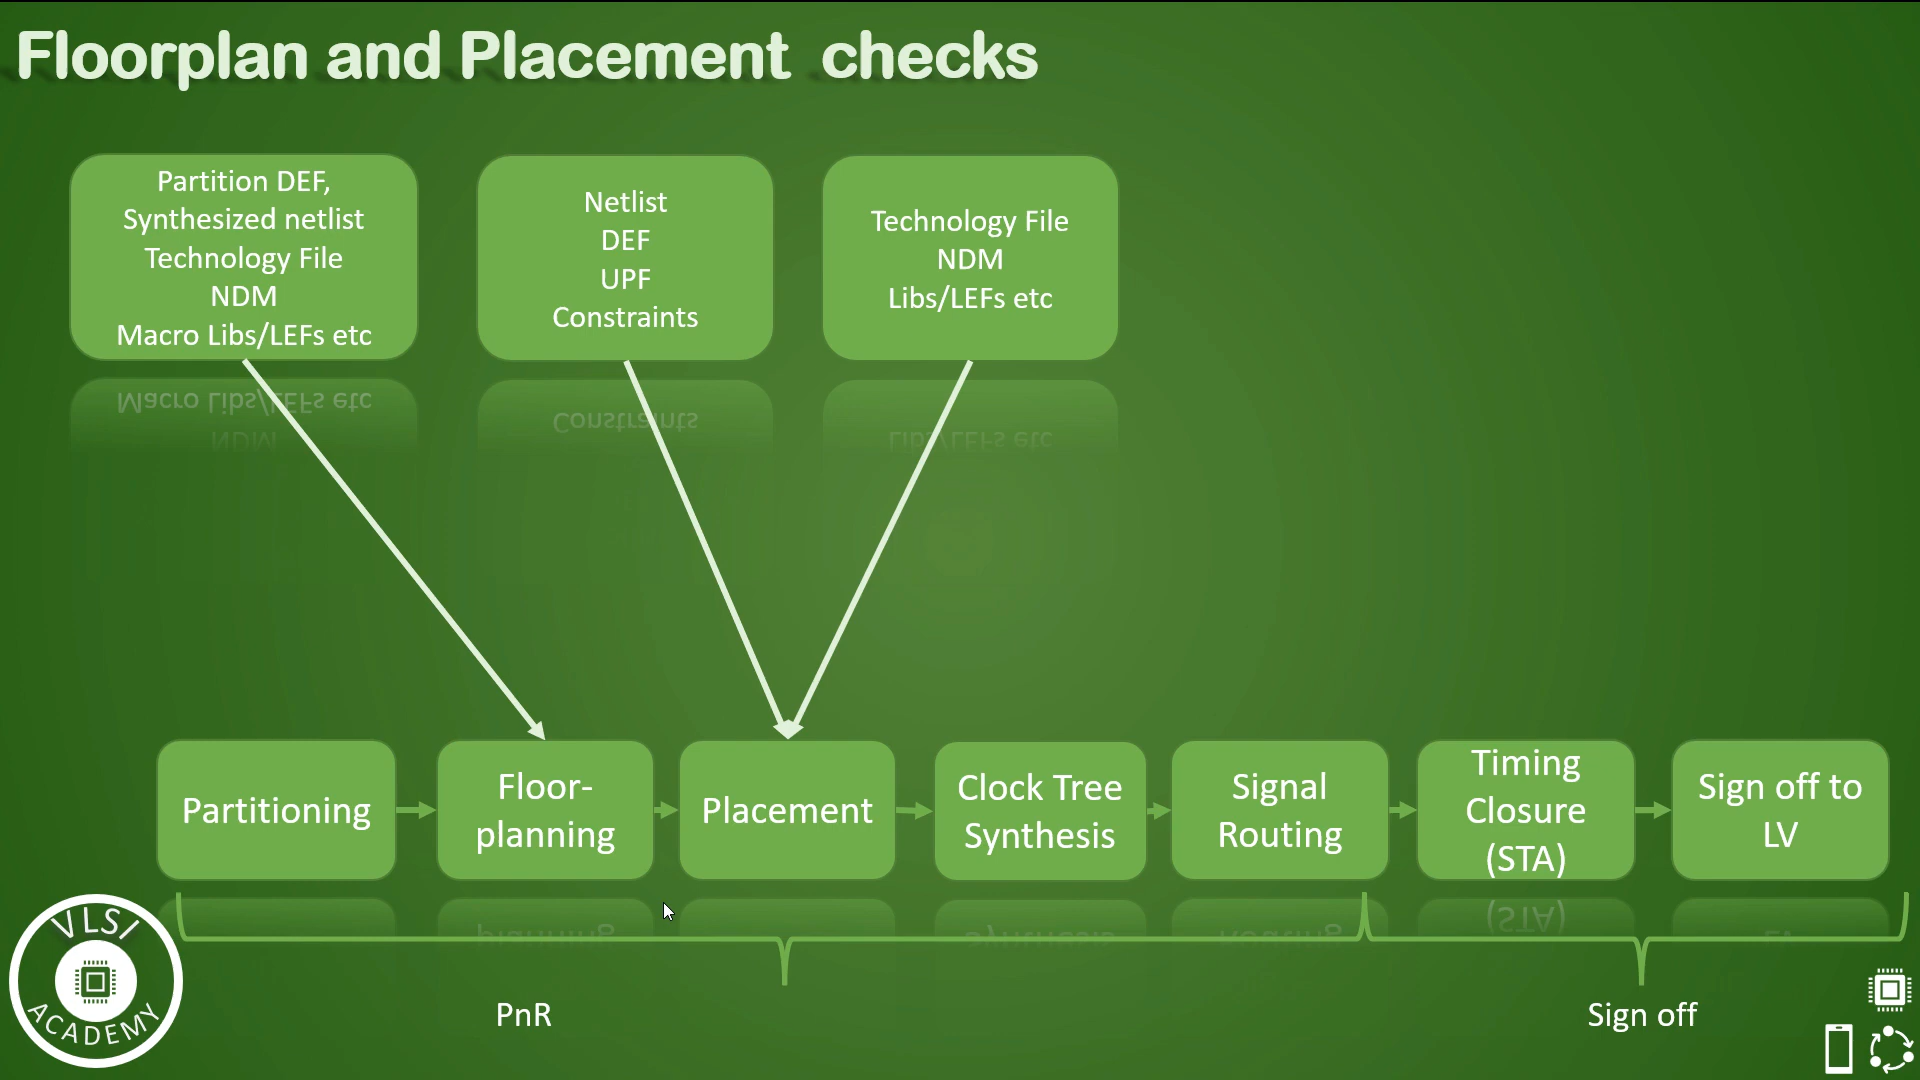 Floorplan and Placement checks
Partition DEF,
Synthesized netlist
Technology File
NDM
Macro Libs/LEFs etc
Netlist
DEF
UPF
Constraints
Technology File
NDM
Libs/LEFs etc
Partitioning
Floor-
planning
Placement
Clock Tree
Synthesis
Signal
Routing
Timing
Closure
(STA)
Sign off to
LV
PnR
Sign off
VLSI
ACADEMY